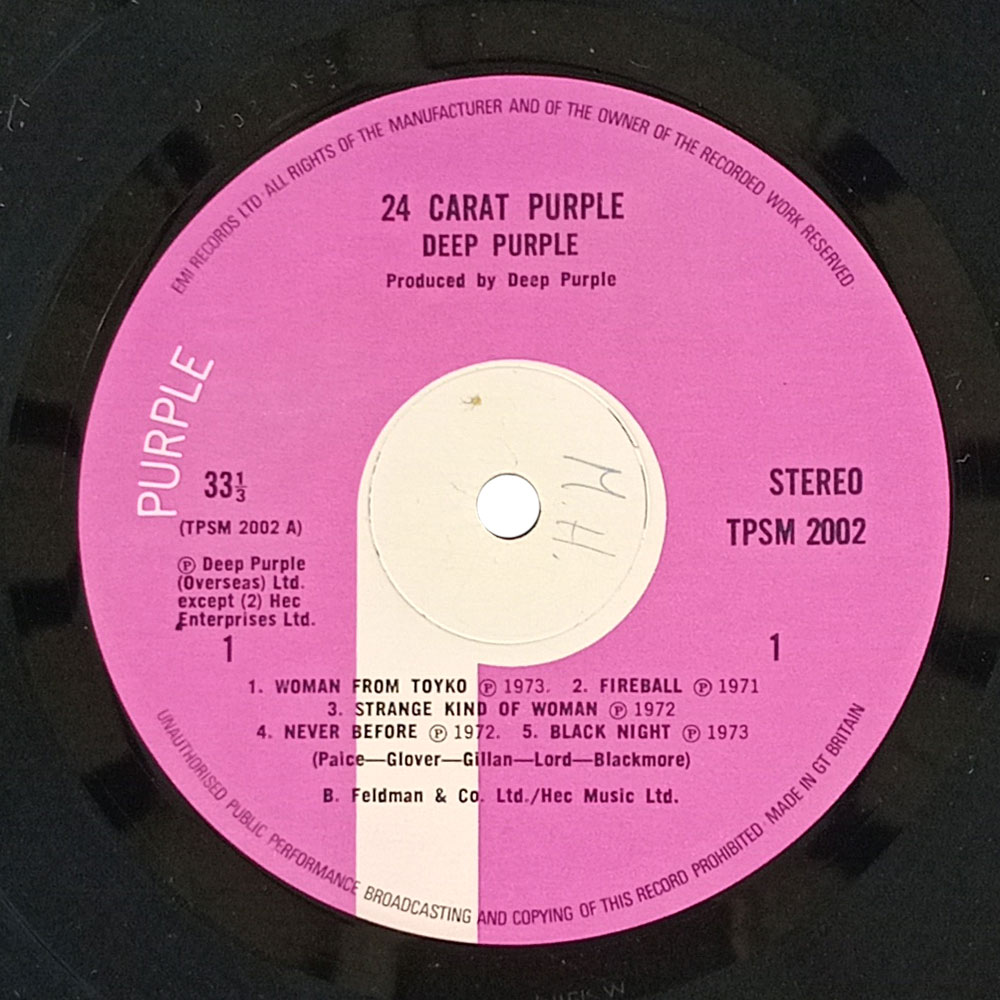 EMI RECORDS LTD · ALL RIGHTS OF THE MANUFACTURER AND OF THE OWNER OF THE RECORDED WORK RESERVED·
24 CARAT PURPLE
DEEP PURPLE
Produced by Deep Purple
PURPLE
33⅓
STEREO
(TPSM 2002 A)
TPSM 2002
℗ Deep Purple
(Overseas) Ltd.
except (2) Hec
Enterprises Ltd.
1
1
M.H.
1. WOMAN FROM TOYKO ℗ 1973. 2. FIREBALL ℗ 1971
3. STRANGE KIND OF WOMAN ℗ 1972
4. NEVER BEFORE ℗ 1972. 5. BLACK NIGHT ℗ 1973
(Paice—Glover—Gillan—Lord—Blackmore)
B. Feldman & Co. Ltd./Hec Music Ltd.
UNAUTHORISED PUBLIC PERFORMANCE BROADCASTING AND COPYING OF THIS RECORD PROHIBITED · MADE IN GT BRITAIN